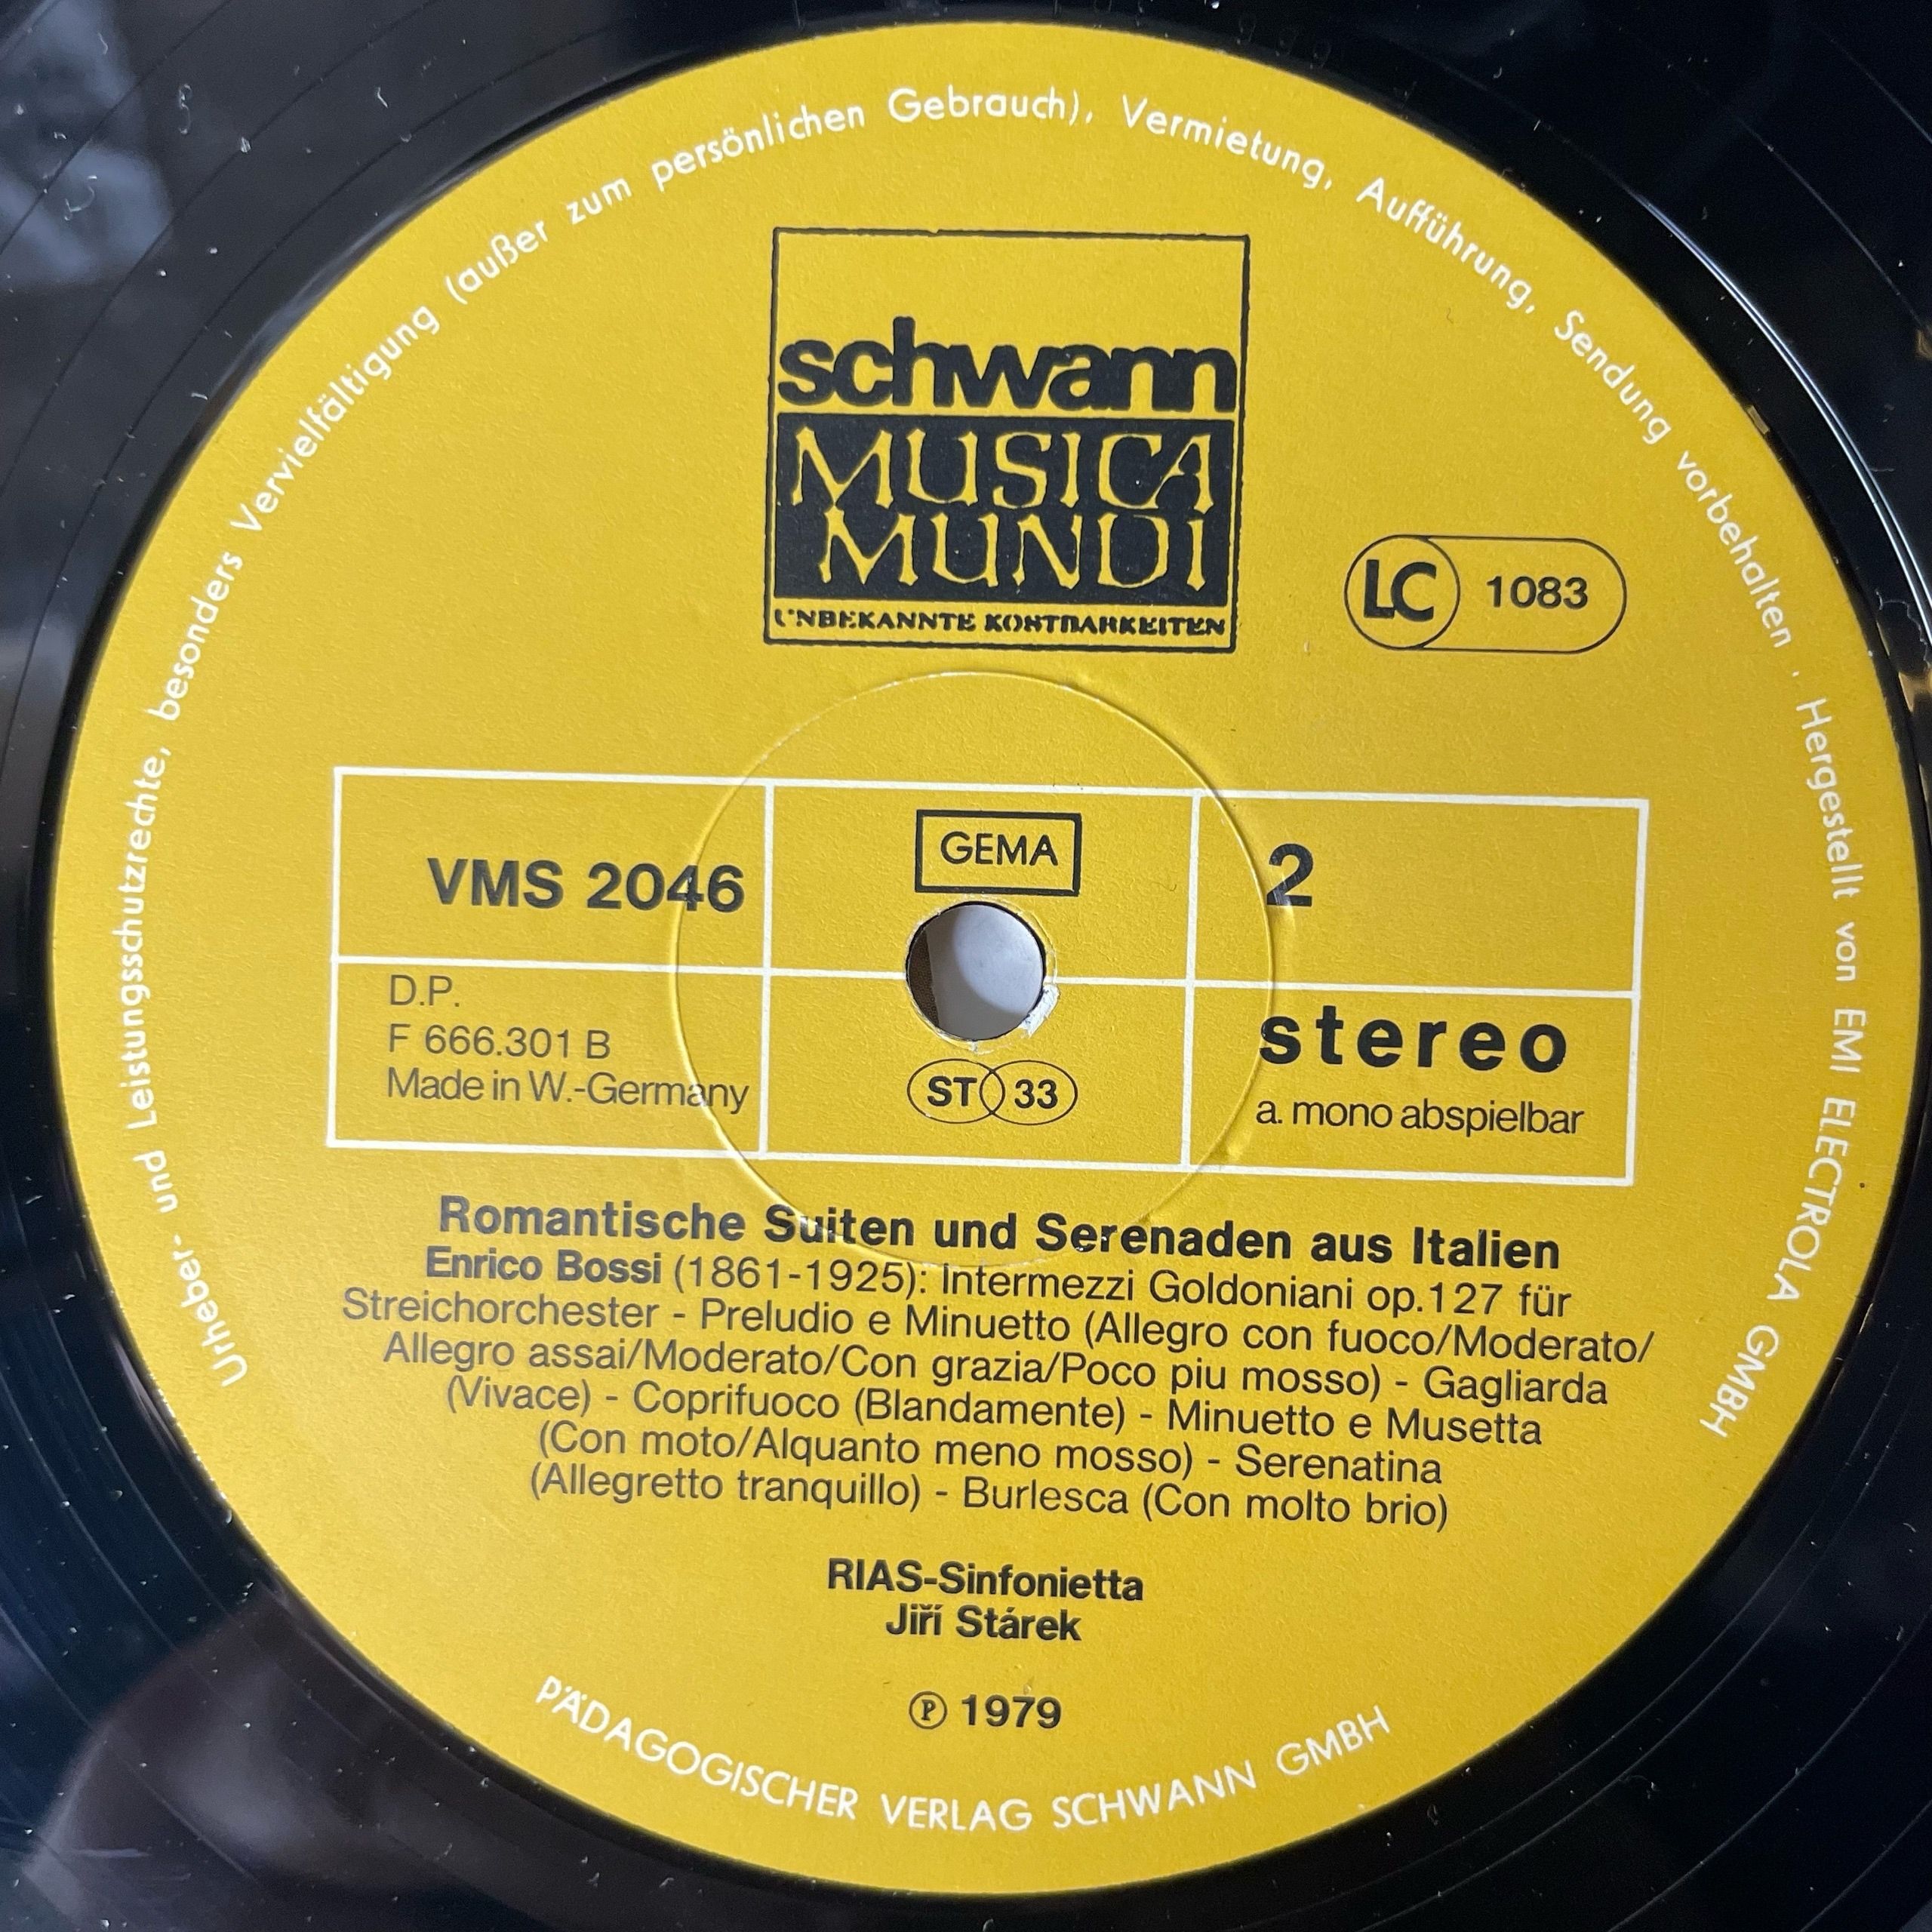 Urheber- und Leistungsschutzrechte, besonders Vervielfältigung (außer zum persönlichen Gebrauch), Vermietung, Aufführung, Sendung vorbehalten . Hergestellt von EMI ELECTROLA GMBH
schwann
MUSICA
MUNDI
UNBEKANNTE KOSTBARKEITEN
LC 1083
VMS 2046
GEMA
2
D.P.
F 666.301 B
Made in W.-Germany
ST 33
stereo
a. mono abspielbar
Romantische Suiten und Serenaden aus Italien
Enrico Bossi (1861-1925): Intermezzi Goldoniani op.127 für
Streichorchester - Preludio e Minuetto (Allegro con fuoco/Moderato/
Allegro assai/Moderato/Con grazia/Poco piu mosso) - Gagliarda
(Vivace) - Coprifuoco (Blandamente) - Minuetto e Musetta
(Con moto/Alquanto meno mosso) - Serenatina
(Allegretto tranquillo) - Burlesca (Con molto brio)
RIAS-Sinfonietta
Jiří Stárek
Ⓟ 1979
PÄDAGOGISCHER VERLAG SCHWANN GMBH